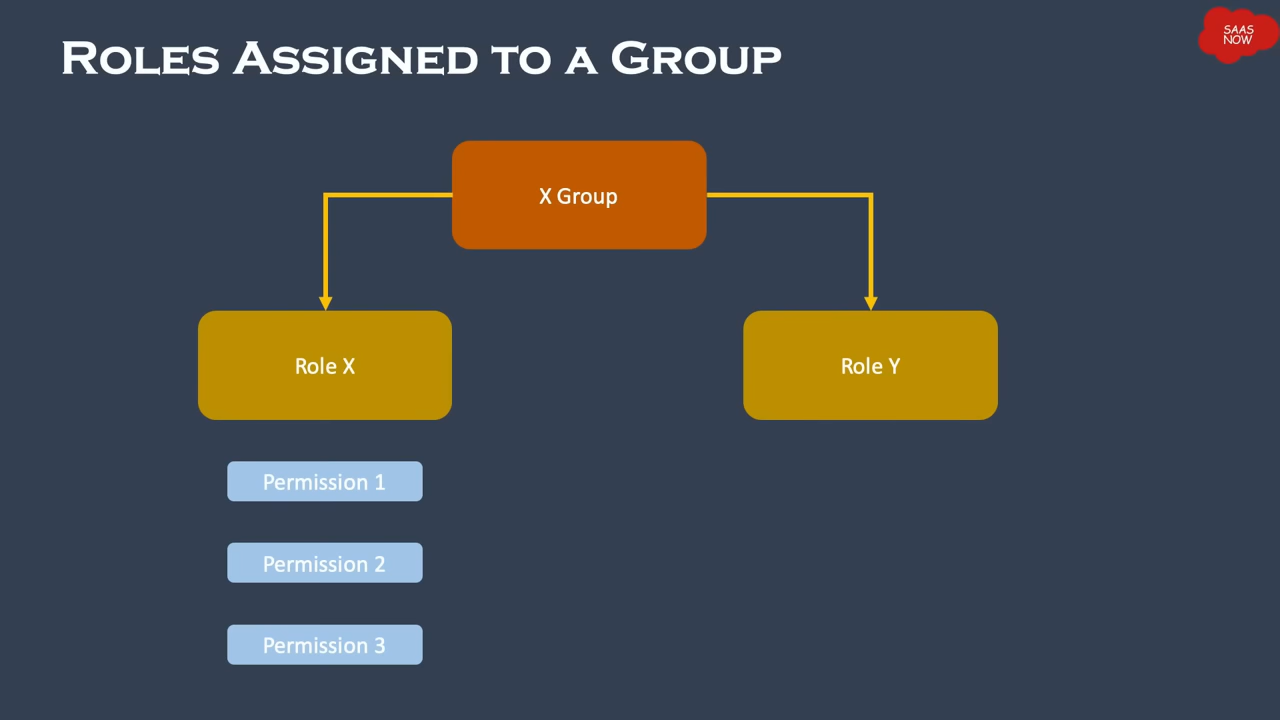 Roles Assigned to a Group
SAAS
NOW
X Group
Role X
Role Y
Permission 1
Permission 2
Permission 3